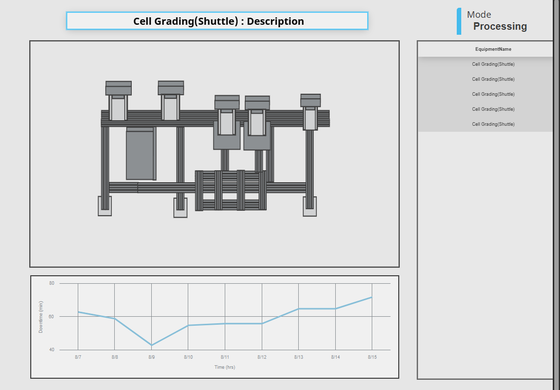 Cell Grading(Shuttle) : Description
Mode
Processing
EquipmentName
Cell Grading(Shuttle)
Cell Grading(Shuttle)
Cell Grading(Shuttle)
Cell Grading(Shuttle)
Cell Grading(Shuttle)
80
60
40
Downtime (min)
8/7
8/8
8/9
8/10
8/11
8/12
8/13
8/14
8/15
Time (hrs)